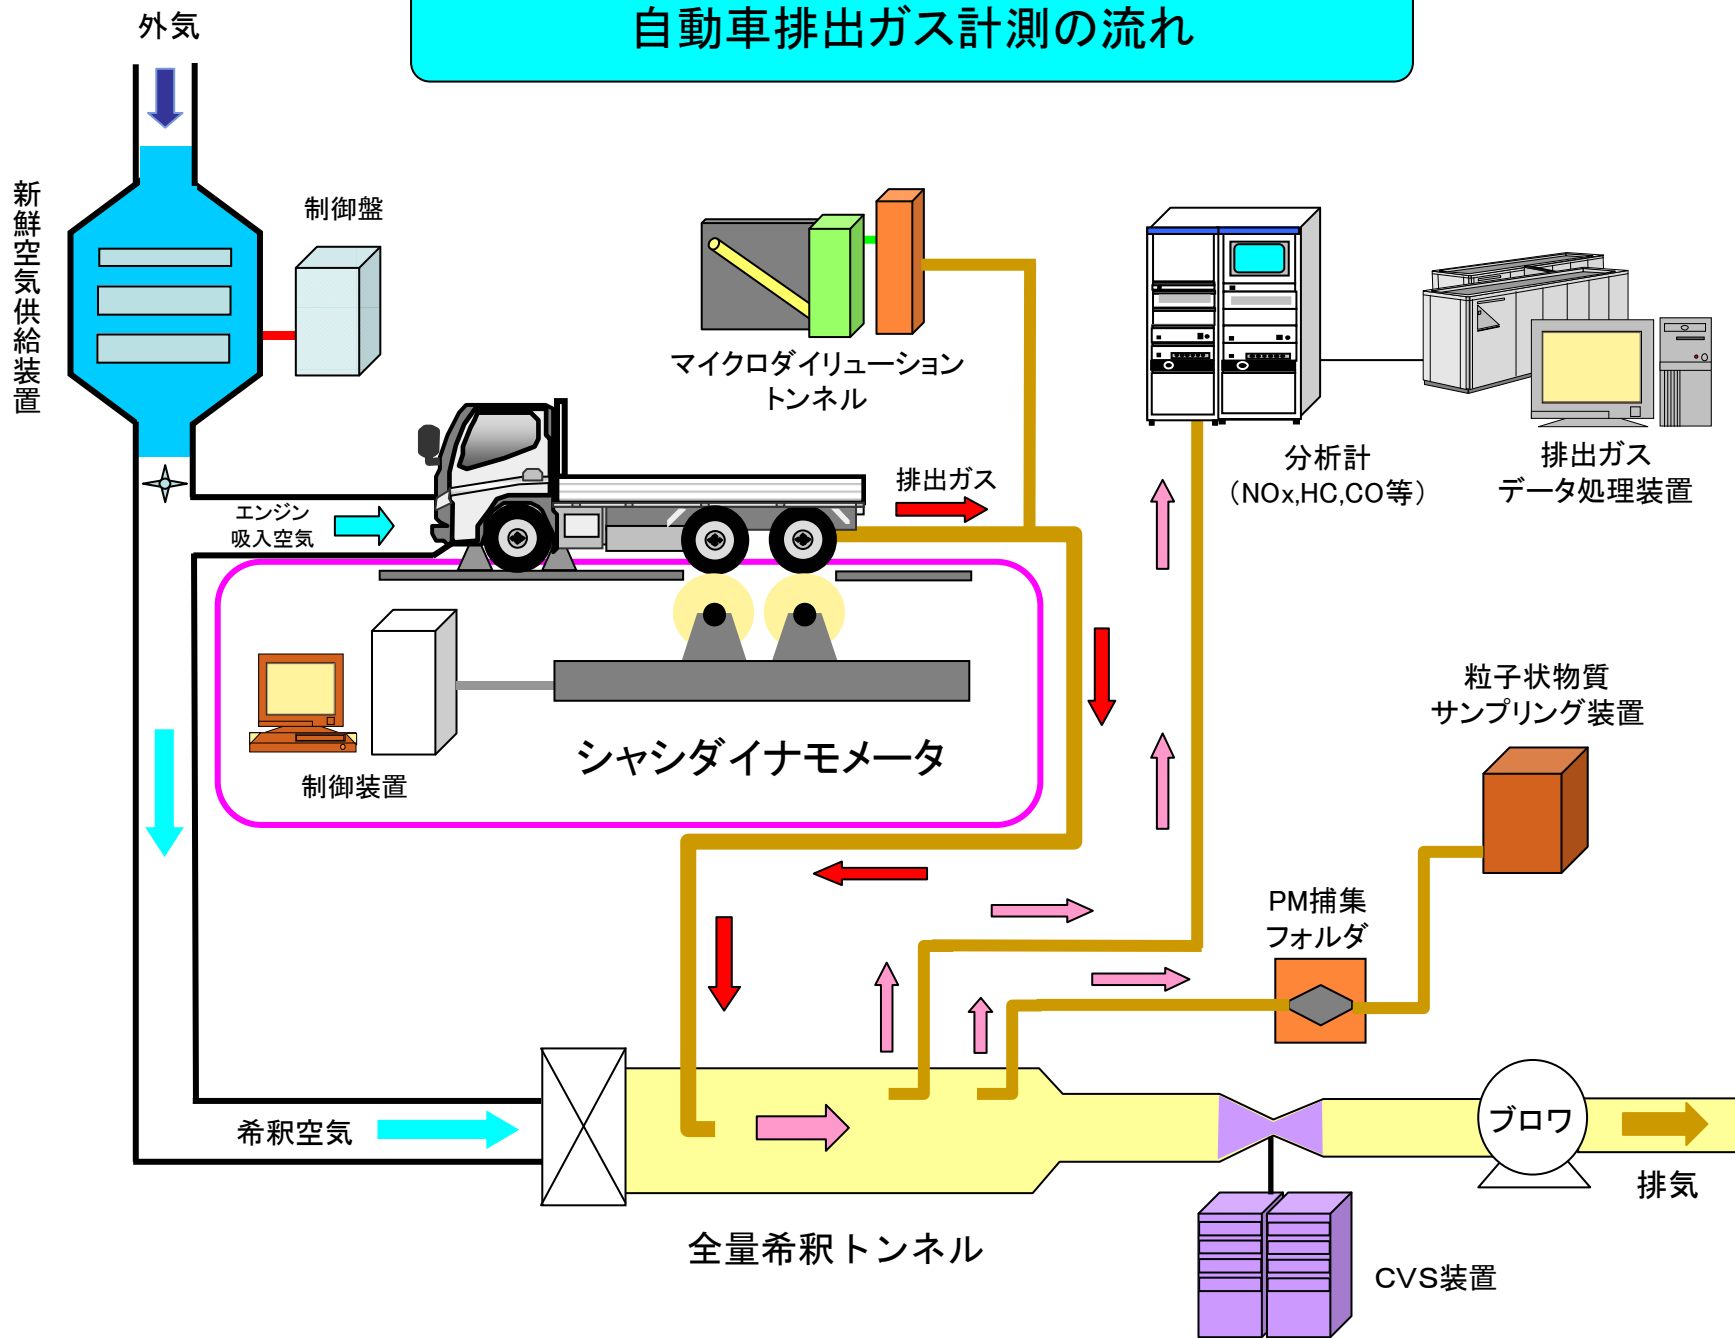 自動車排出ガス計測の流れ
外気
新鮮空気供給装置
制御盤
マイクロダイリューション
トンネル
分析計
（NOx,HC,CO等）
排出ガス
データ処理装置
排出ガス
エンジン
吸入空気
シャシダイナモメータ
制御装置
粒子状物質
サンプリング装置
PM捕集
フォルダ
希釈空気
ブロワ
排気
全量希釈トンネル
CVS装置